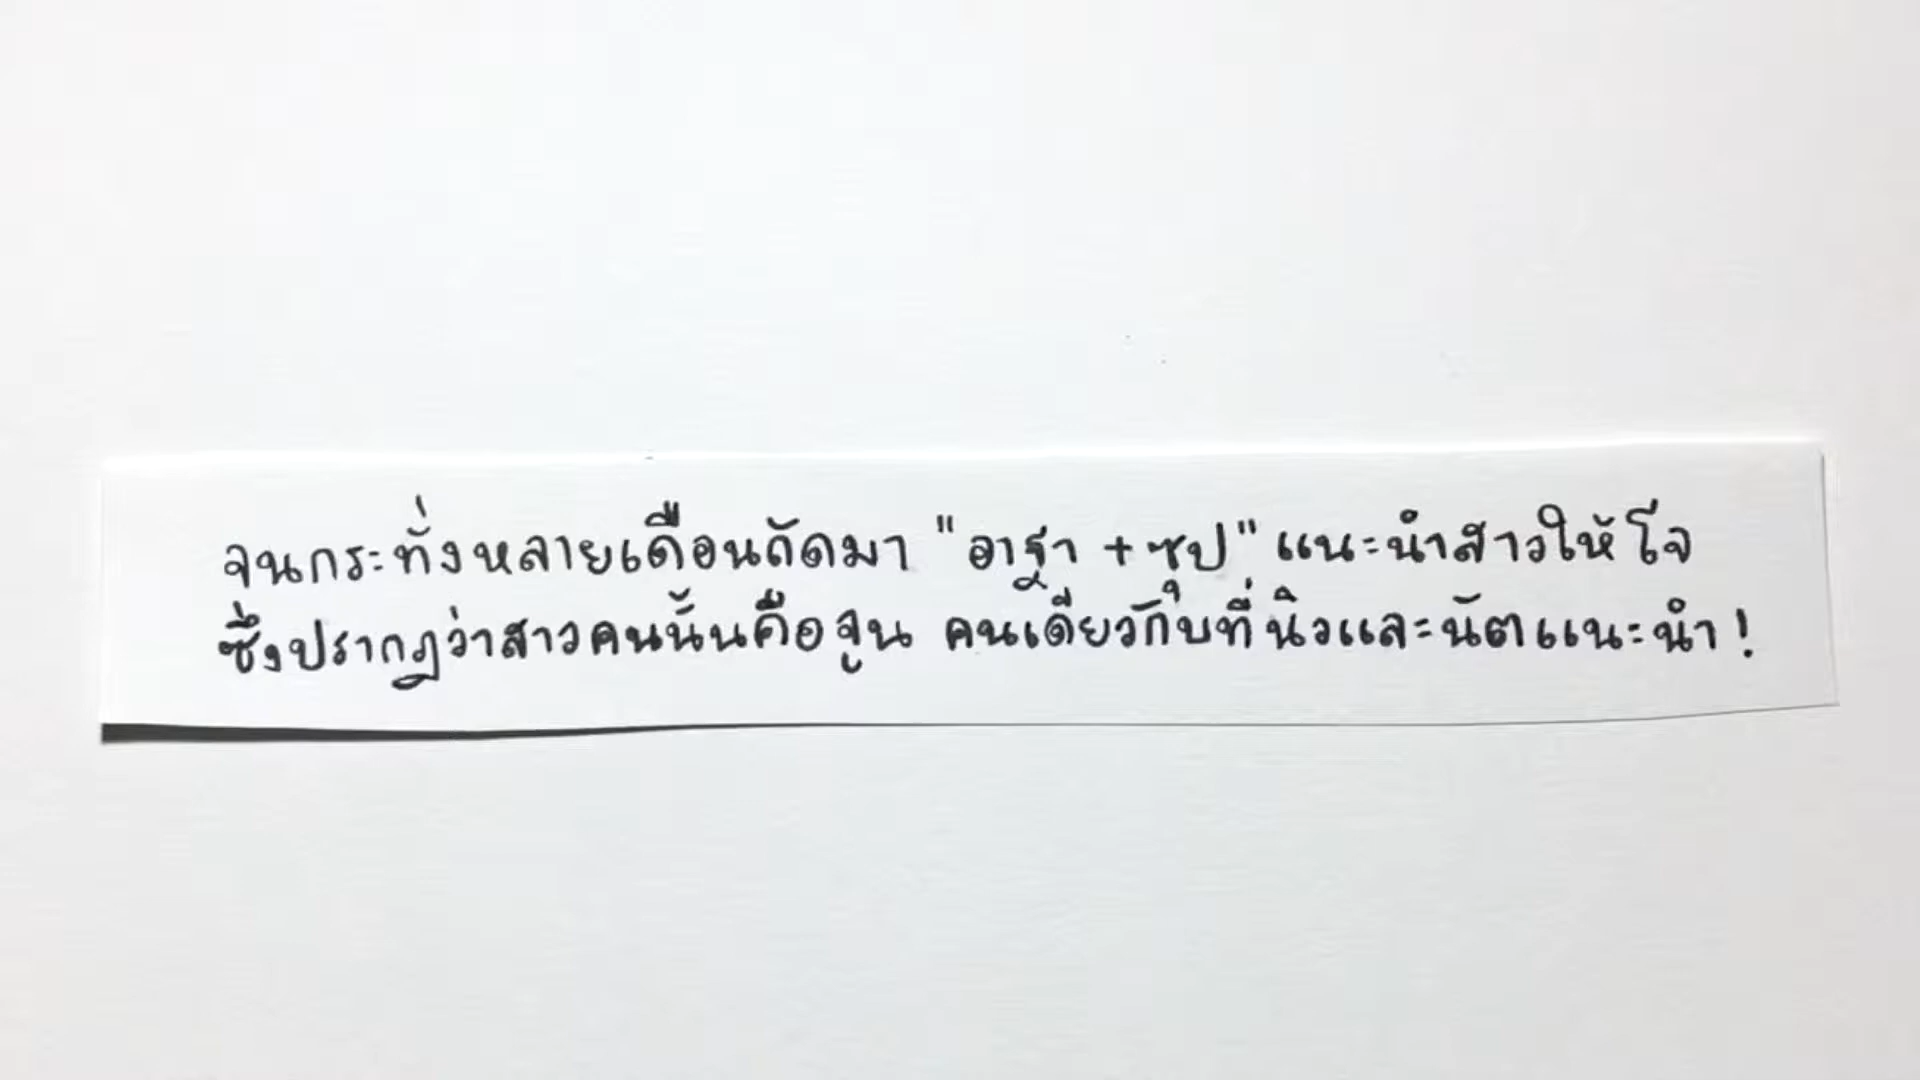 จนกระทั่งหลายเดือนถัดมา "อาฐา + ซุป" แนะนำสาวให้โจ
ซึ่งปรากฏว่าสาวคนนั้นคือจูน คนเดียวกับที่นิวและนัตแนะนำ!